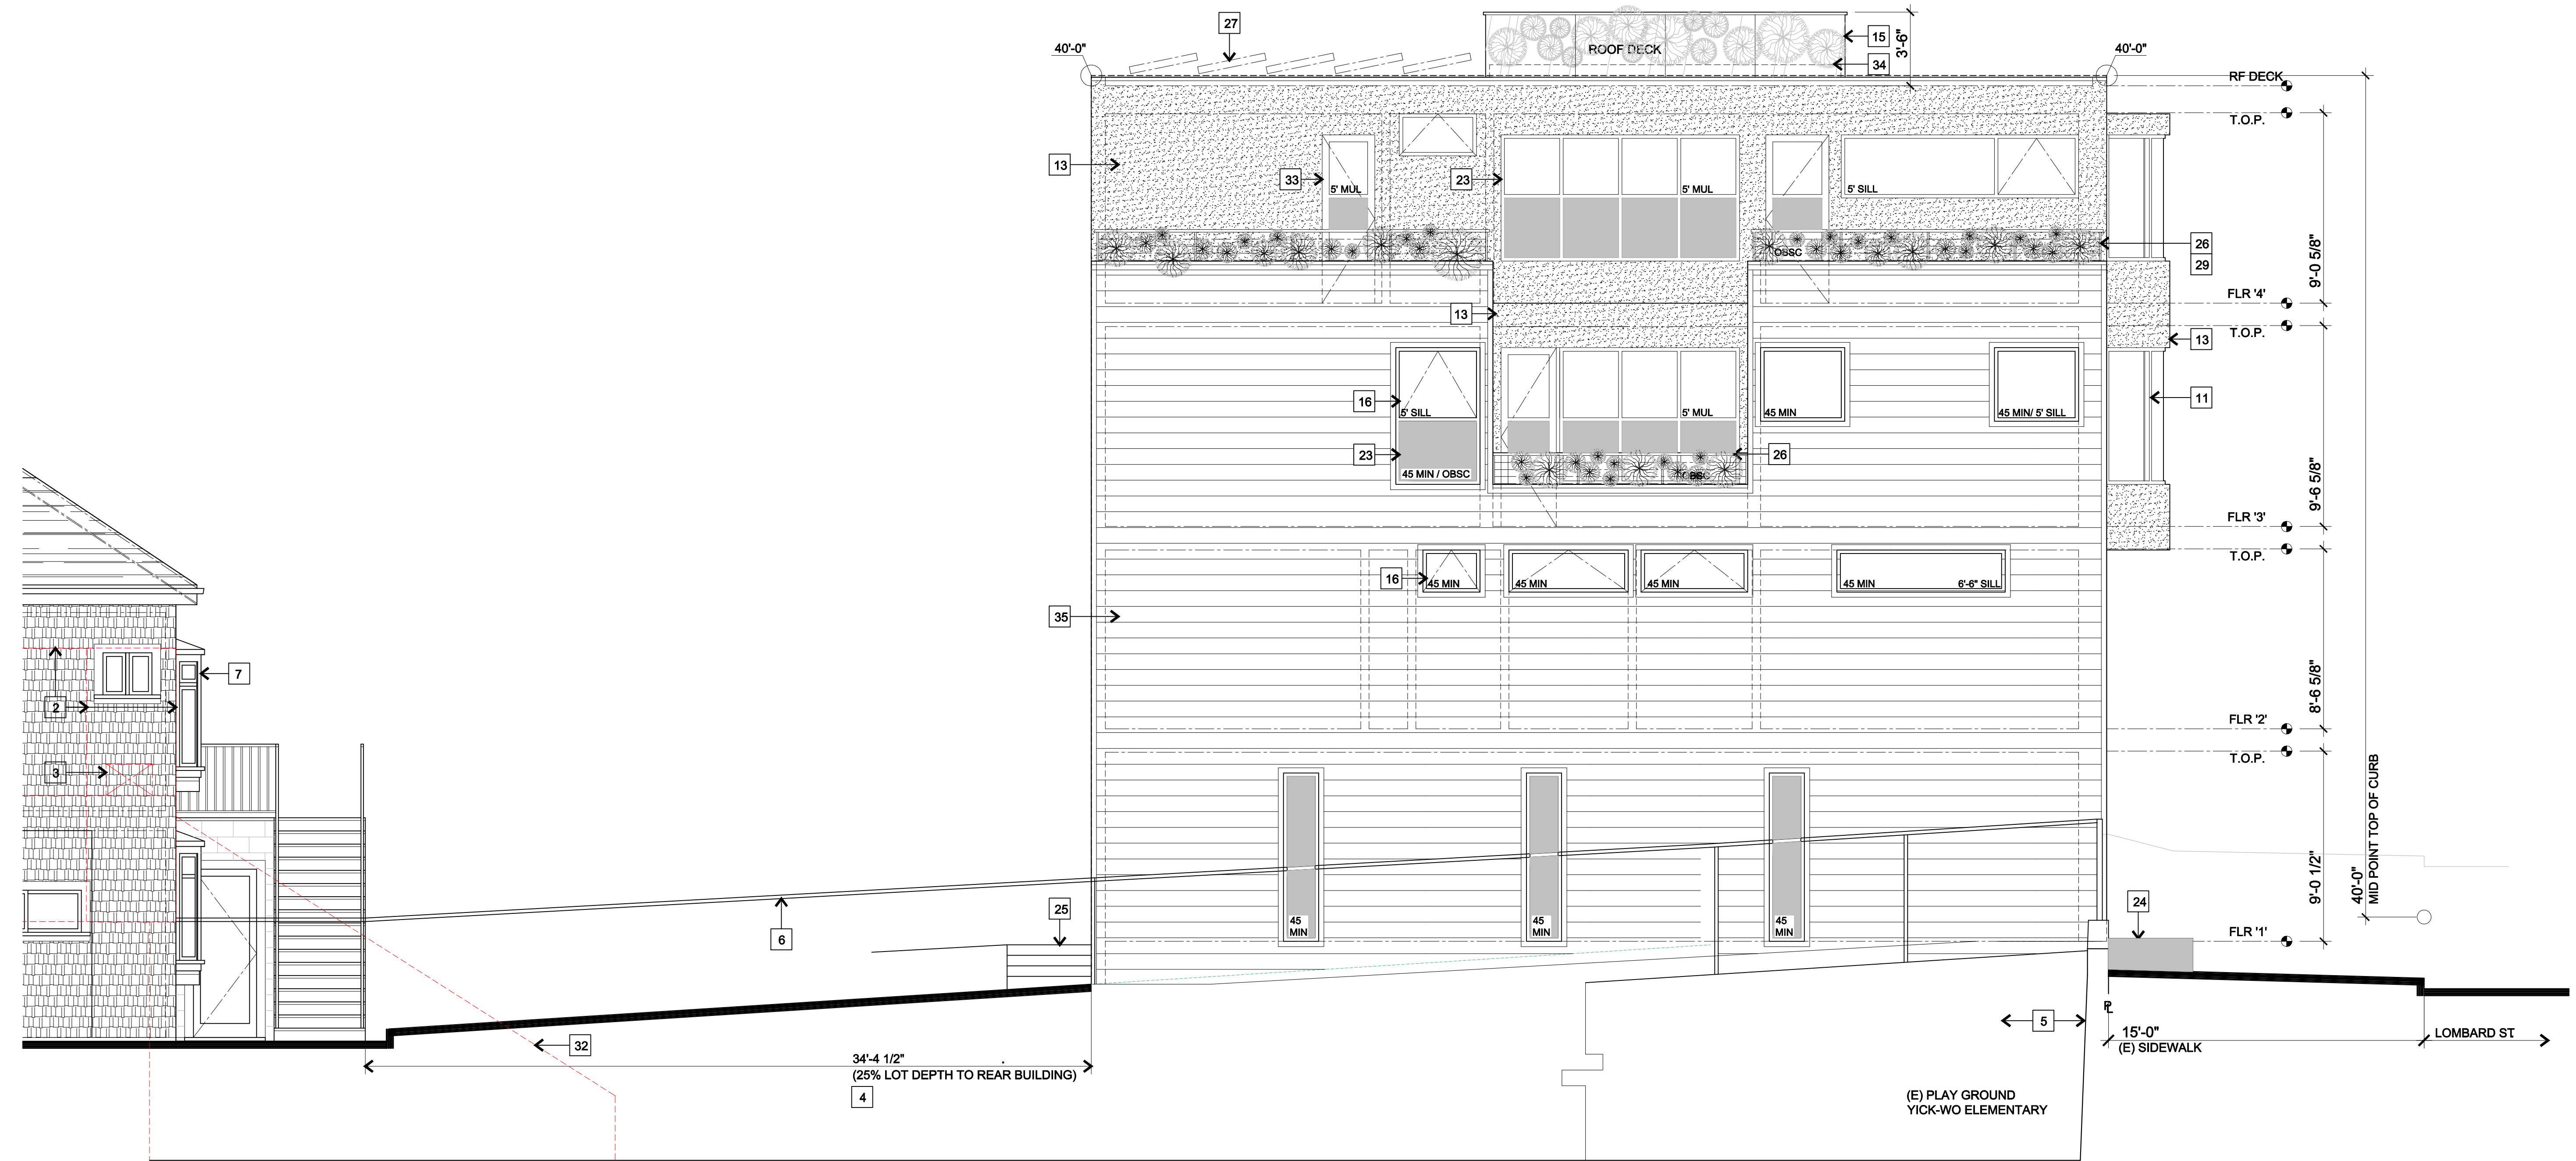 27
40'-0"
ROOF DECK
15
3'-6"
34
40'-0"
RF DECK
T.O.P.
13
33
5' MUL
23
5' MUL
5' SILL
OBSC
26
29
9'-0 5/8"
FLR '4'
13
T.O.P.
13
16
5' SILL
5' MUL
45 MIN
45 MIN/ 5' SILL
11
23
45 MIN / OBSC
26
OBSC
9'-6 5/8"
FLR '3'
T.O.P.
16
45 MIN
45 MIN
45 MIN
45 MIN
6'-6" SILL
35
7
2
8'-6 5/8"
FLR '2'
T.O.P.
3
MID POINT TOP OF CURB
40'-0"
9'-0 1/2"
6
25
45
MIN
45
MIN
45
MIN
24
FLR '1'
PL
5
15'-0"
(E) SIDEWALK
LOMBARD ST.
32
34'-4 1/2"
(25% LOT DEPTH TO REAR BUILDING)
4
(E) PLAY GROUND
YICK-WO ELEMENTARY